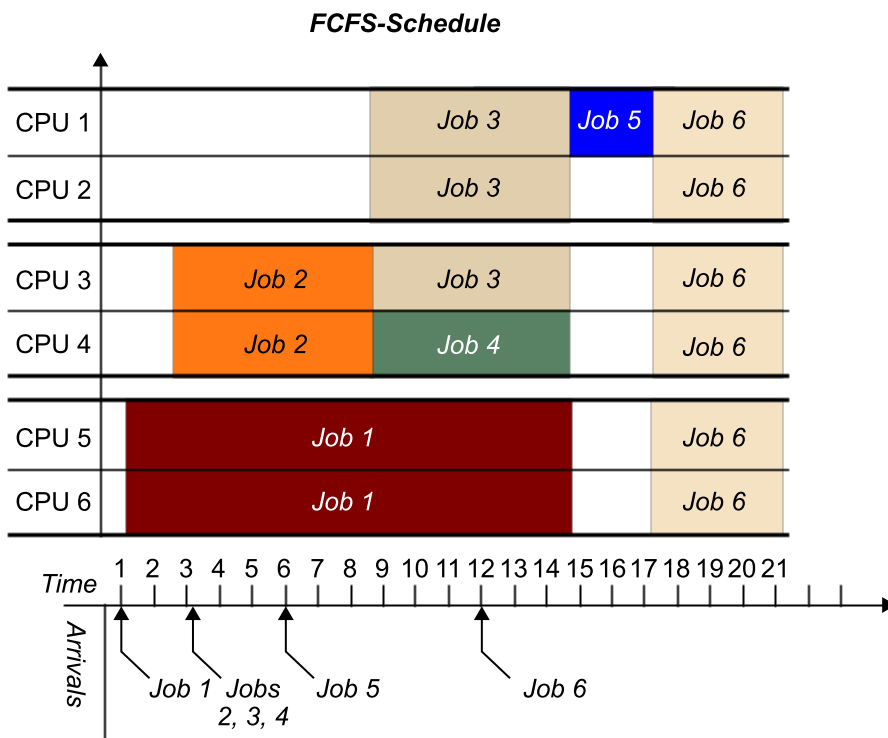 FCFS-Schedule
CPU 1 Job 3 Job 5 Job 6
CPU 2 Job 3 Job 6
CPU 3 Job 2 Job 3 Job 6
CPU 4 Job 2 Job 4 Job 6
CPU 5 Job 1 Job 6
CPU 6 Job 1 Job 6
Time 1 2 3 4 5 6 7 8 9 10 11 12 13 14 15 16 17 18 19 20 21
Arrivals
Job 1 Jobs Job 5 Job 6
2, 3, 4